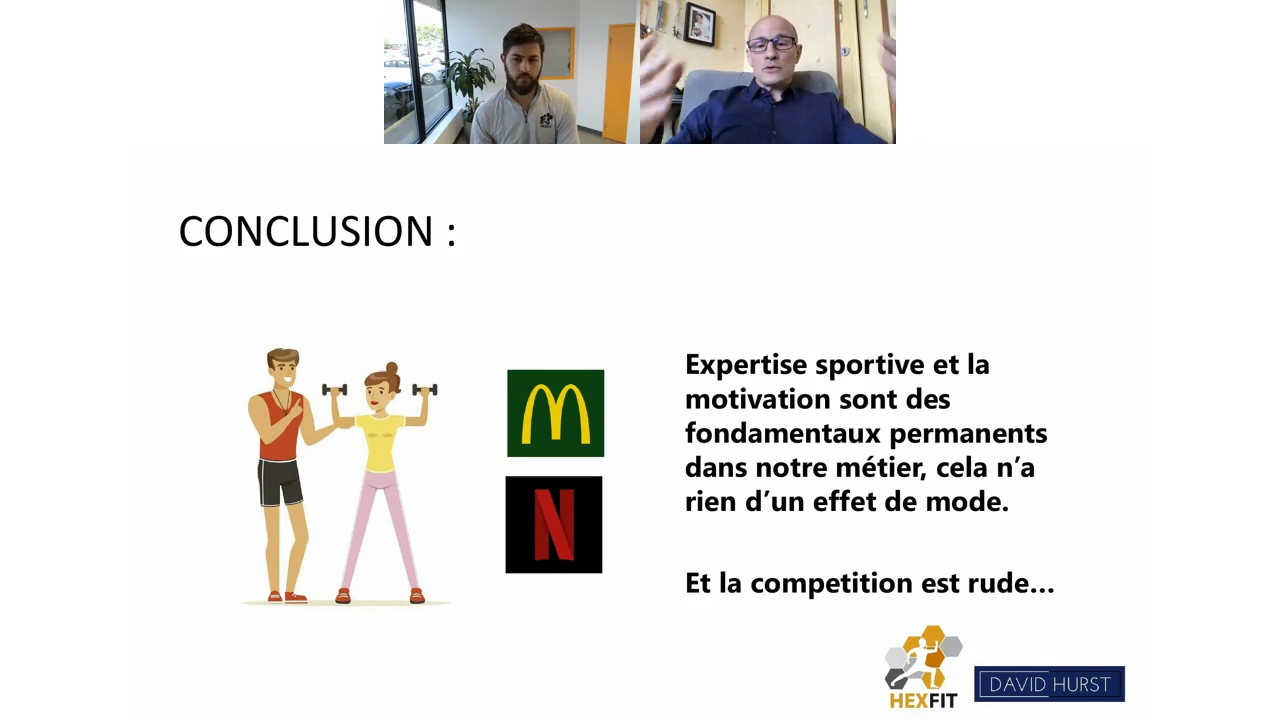 CONCLUSION :
Expertise sportive et la
motivation sont des
fondamentaux permanents
dans notre métier, cela n’a
rien d’un effet de mode.
Et la competition est rude…
HEXFIT
DAVID HURST